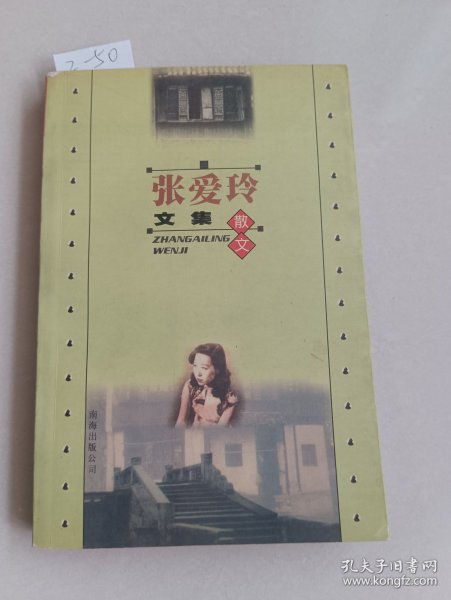 2-50
张爱玲
文集
散
文
ZHANGAILING
WENJI
南海出版公司
孔夫子旧书网
www.kongfz.com